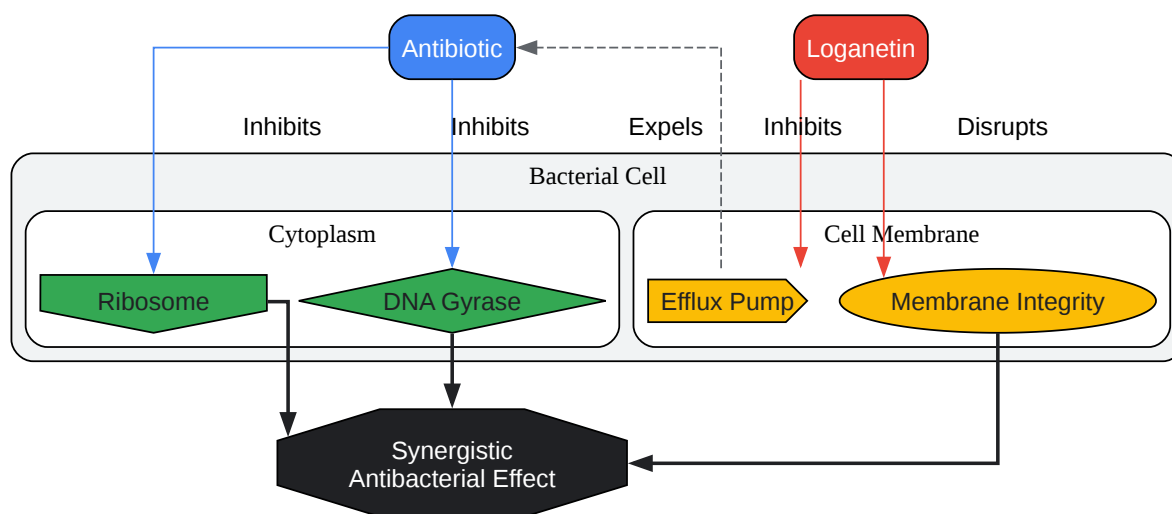 Antibiotic
Loganetin
Inhibits
Inhibits
Expels
Inhibits
Disrupts
Bacterial Cell
Cytoplasm
Cell Membrane
Ribosome
DNA Gyrase
Efflux Pump
Membrane Integrity
Synergistic
Antibacterial Effect